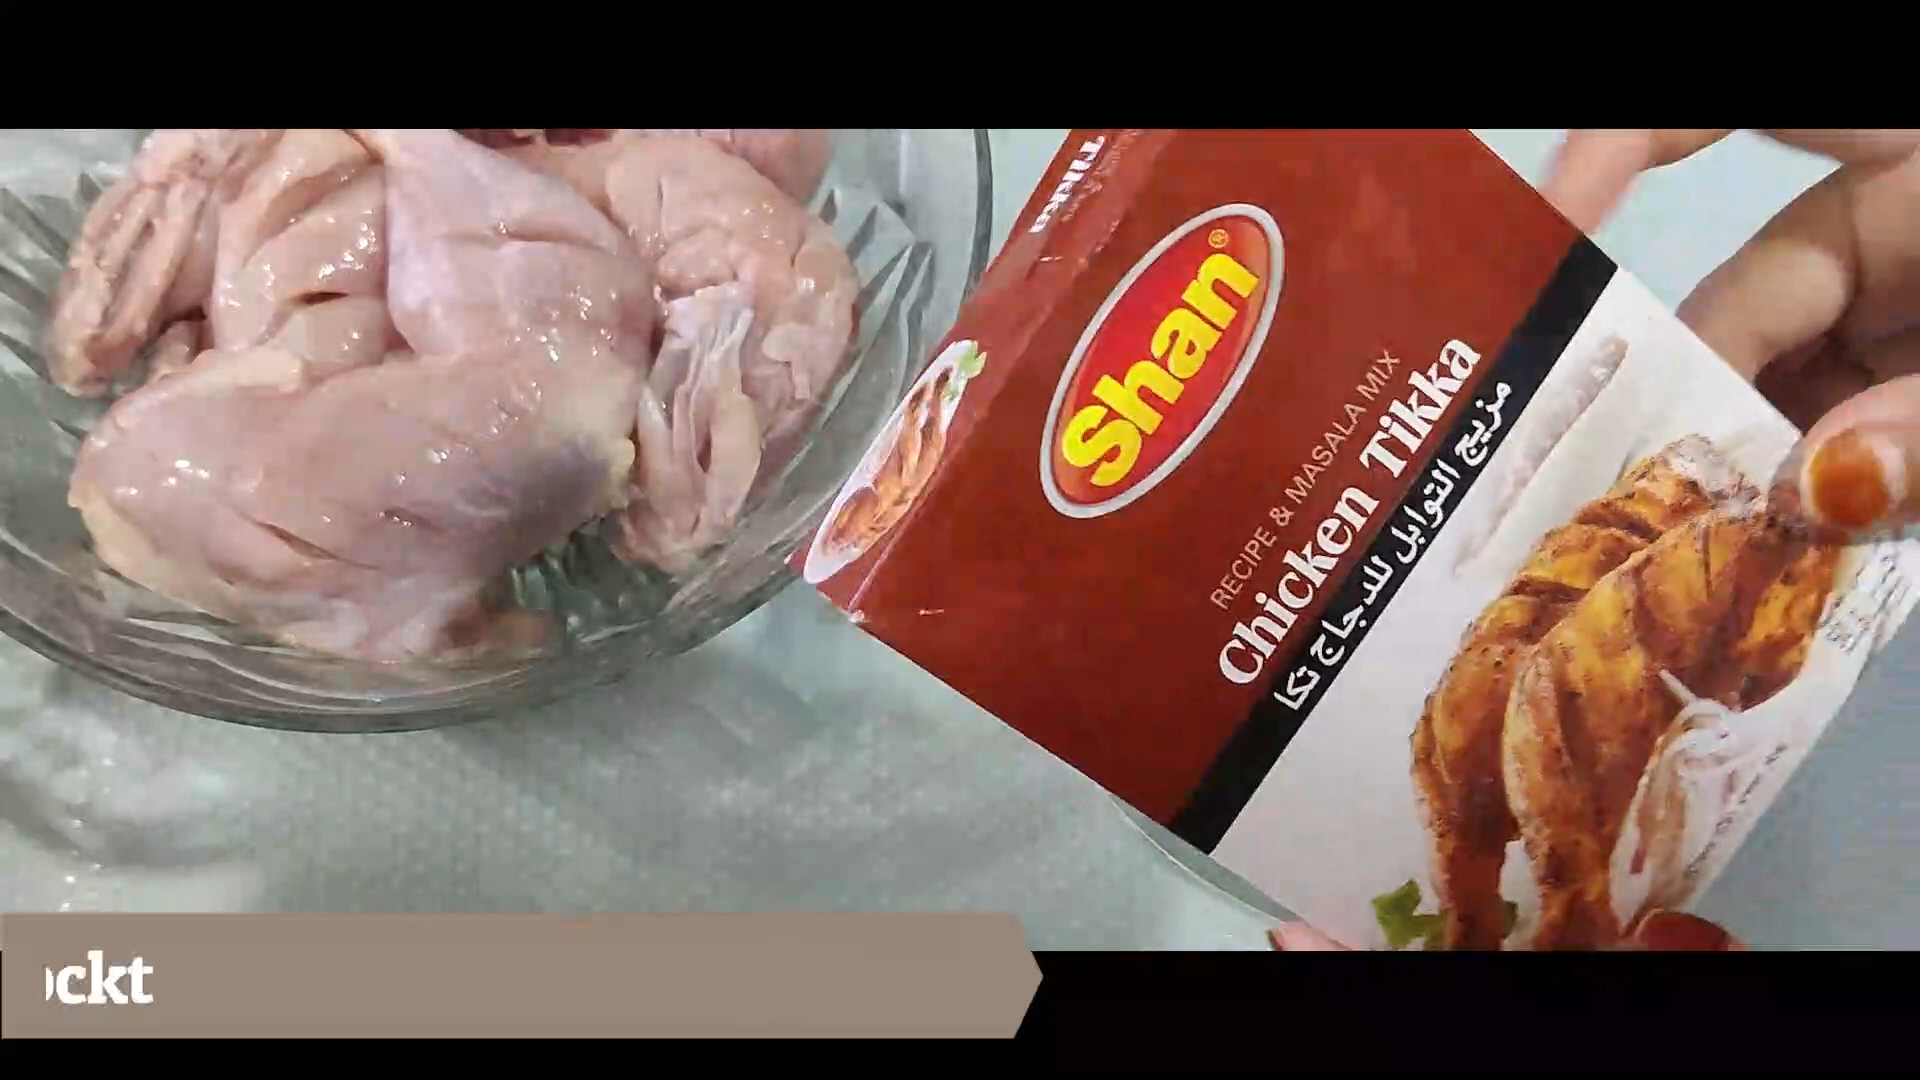 Shan®
RECIPE & MASALA MIX
Chicken Tikka
مزيج التوابل للدجاج تكا
ckt